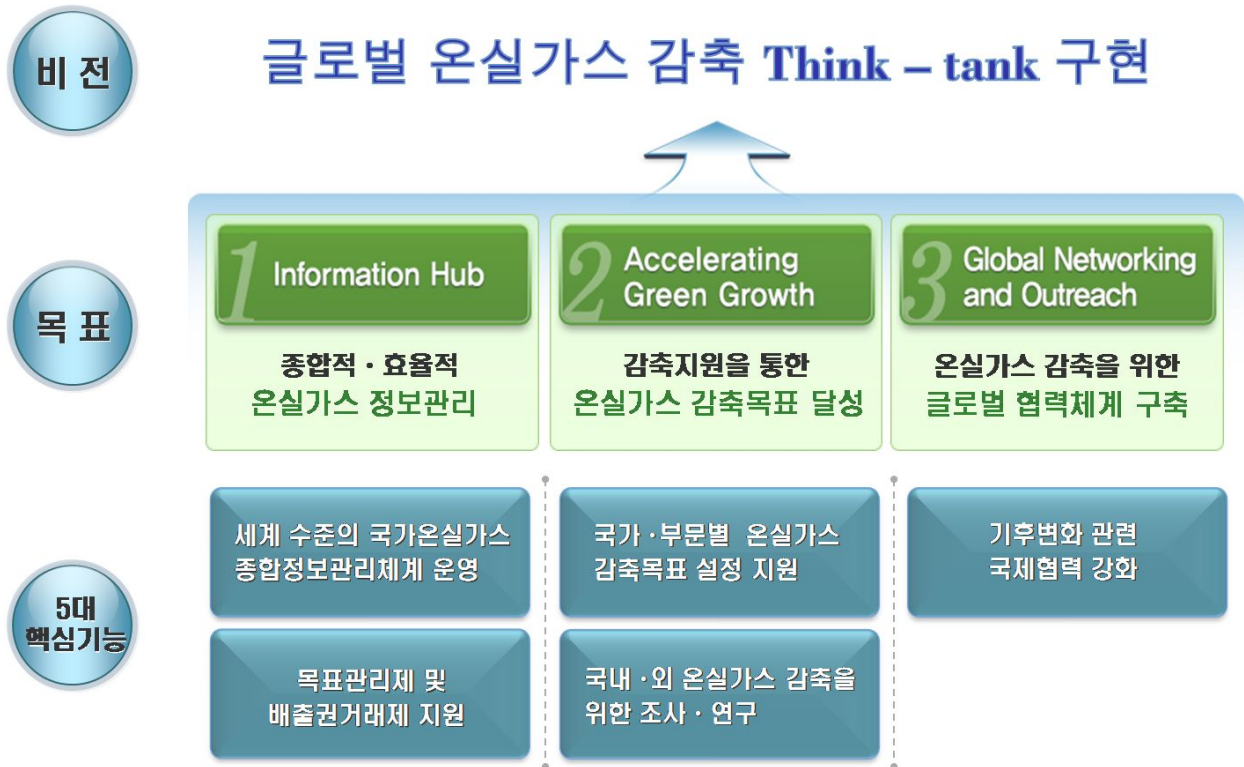 비 전
글로벌 온실가스 감축 Think – tank 구현
목 표
1
Information Hub
종합적 · 효율적
온실가스 정보관리
2
Accelerating
Green Growth
감축지원을 통한
온실가스 감축목표 달성
3
Global Networking
and Outreach
온실가스 감축을 위한
글로벌 협력체계 구축
5대
핵심기능
세계 수준의 국가온실가스
종합정보관리체계 운영
목표관리제 및
배출권거래제 지원
국가 · 부문별 온실가스
감축목표 설정 지원
국내 · 외 온실가스 감축을
위한 조사 · 연구
기후변화 관련
국제협력 강화